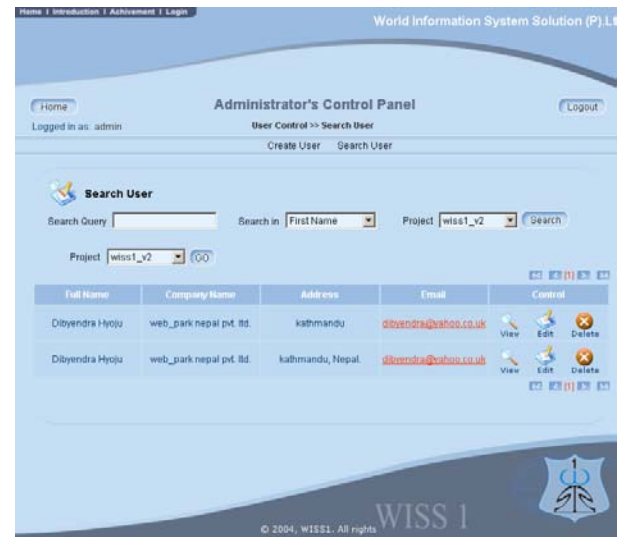 Home I Introduction I Achivement I Login
World Information System Solution (P).Lt
Home
Administrator's Control Panel
Logout
Logged in as: admin
User Control >> Search User
Create User Search User
Search User
Search Query Search in First Name Project wiss1_v2 Search
Project wiss1_v2 GO
[1]
Full Name Company Name Address Email Control
Dibyendra Hyoju web_park nepal pvt. ltd. kathmandu dibyendra@yahoo.co.uk View Edit Delete
Dibyendra Hyoju web_park nepal pvt. ltd. kathmandu, Nepal. dibyendra@yahoo.co.uk View Edit Delete
[1]
WISS 1
© 2004, WISS1. All rights